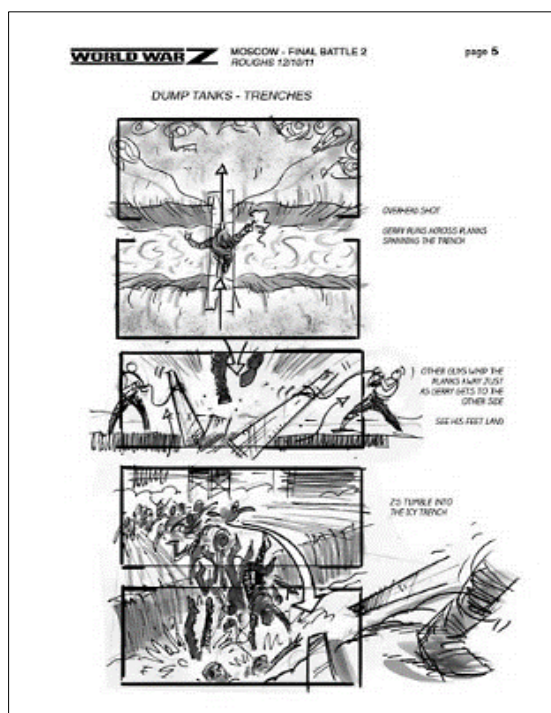 WORLD WAR Z
MOSCOW - FINAL BATTLE 2
ROUGHS 12/10/11
page 5
DUMP TANKS - TRENCHES
OVERHEAD SHOT
GERRY RUNS ACROSS PLANKS
SPANNING THE TRENCH
OTHER GUYS WHIP THE
PLANKS AWAY JUST
AS GERRY GETS TO THE
OTHER SIDE
SEE HIS FEET LAND
Z'S TUMBLE INTO
THE ICY TRENCH